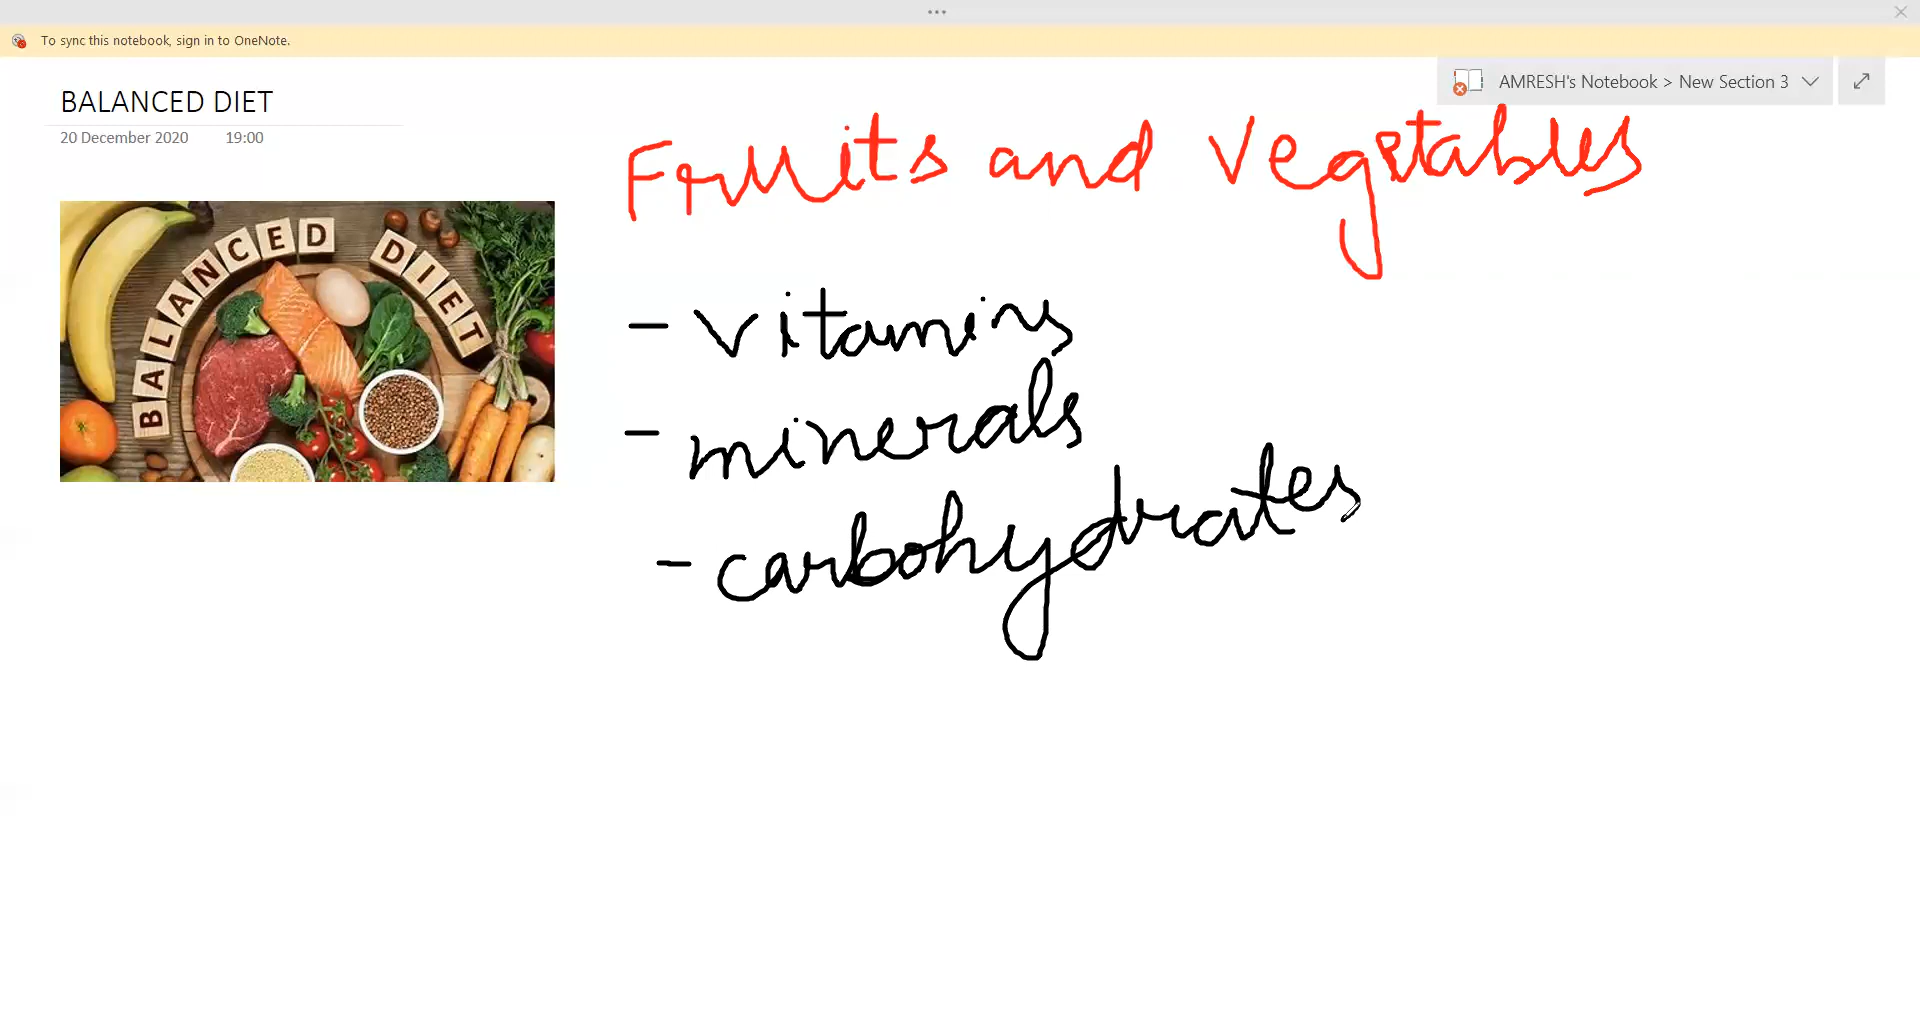 To sync this notebook, sign in to OneNote.
AMRESH's Notebook > New Section 3
BALANCED DIET
20 December 2020 19:00
Fruits and Vegetables
BALANCED DIET
- vitamins
- minerals
- carbohydrates